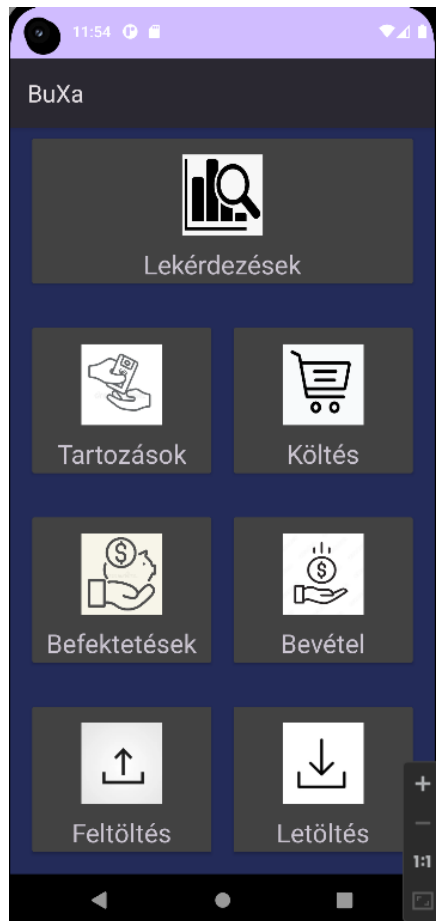 11:54
BuXa
Lekérdezések
Tartozások Költés
Befektetések Bevétel
Feltöltés Letöltés
1:1